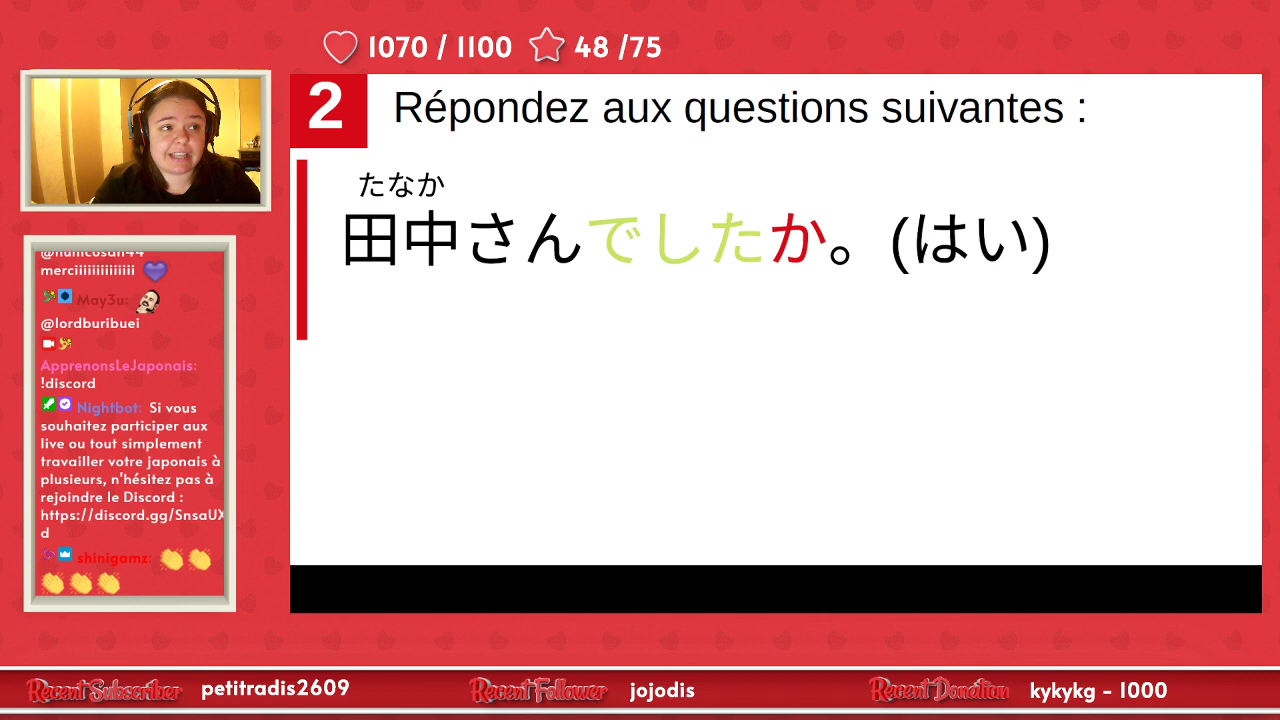 1070 / 1100 48 /75
2 Répondez aux questions suivantes :
たなか
田中さんでしたか。(はい)
merciiiiiiiiiiiii
May3u:
@lordburibuei
ApprenonsLeJaponais:
!discord
Nightbot: Si vous
souhaitez participer aux
live ou tout simplement
travailler votre japonais à
plusieurs, n'hésitez pas à
rejoindre le Discord :
https://discord.gg/SnsaUX
d
shinigamz:
Recent Subscriber petitradis2609 Recent Follower jojodis Recent Donation kykykg - 1000